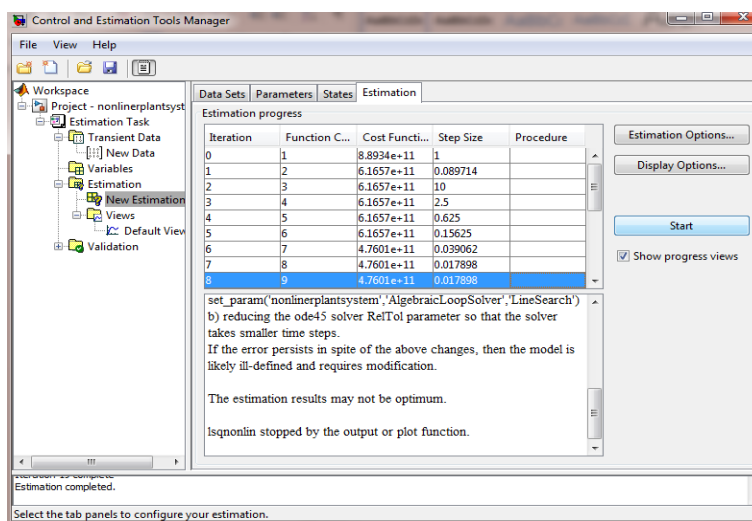 Control and Estimation Tools Manager
File View Help
Workspace
Project - nonlinerplantsyst
Estimation Task
Transient Data
New Data
Variables
Estimation
New Estimation
Views
Default View
Validation
Data Sets Parameters States Estimation
Estimation progress
Iteration Function C... Cost Functi... Step Size Procedure
0 1 8.8934e+11 1
1 2 6.1657e+11 0.089714
2 3 6.1657e+11 10
3 4 6.1657e+11 2.5
4 5 6.1657e+11 0.625
5 6 6.1657e+11 0.15625
6 7 4.7601e+11 0.039062
7 8 4.7601e+11 0.017898
8 9 4.7601e+11 0.017898
set_param('nonlinerplantsystem','AlgebraicLoopSolver','LineSearch')
b) reducing the ode45 solver RelTol parameter so that the solver
takes smaller time steps.
If the error persists in spite of the above changes, then the model is
likely ill-defined and requires modification.
The estimation results may not be optimum.
lsqnonlin stopped by the output or plot function.
Estimation Options...
Display Options...
Start
Show progress views
Estimation completed.
Select the tab panels to configure your estimation.